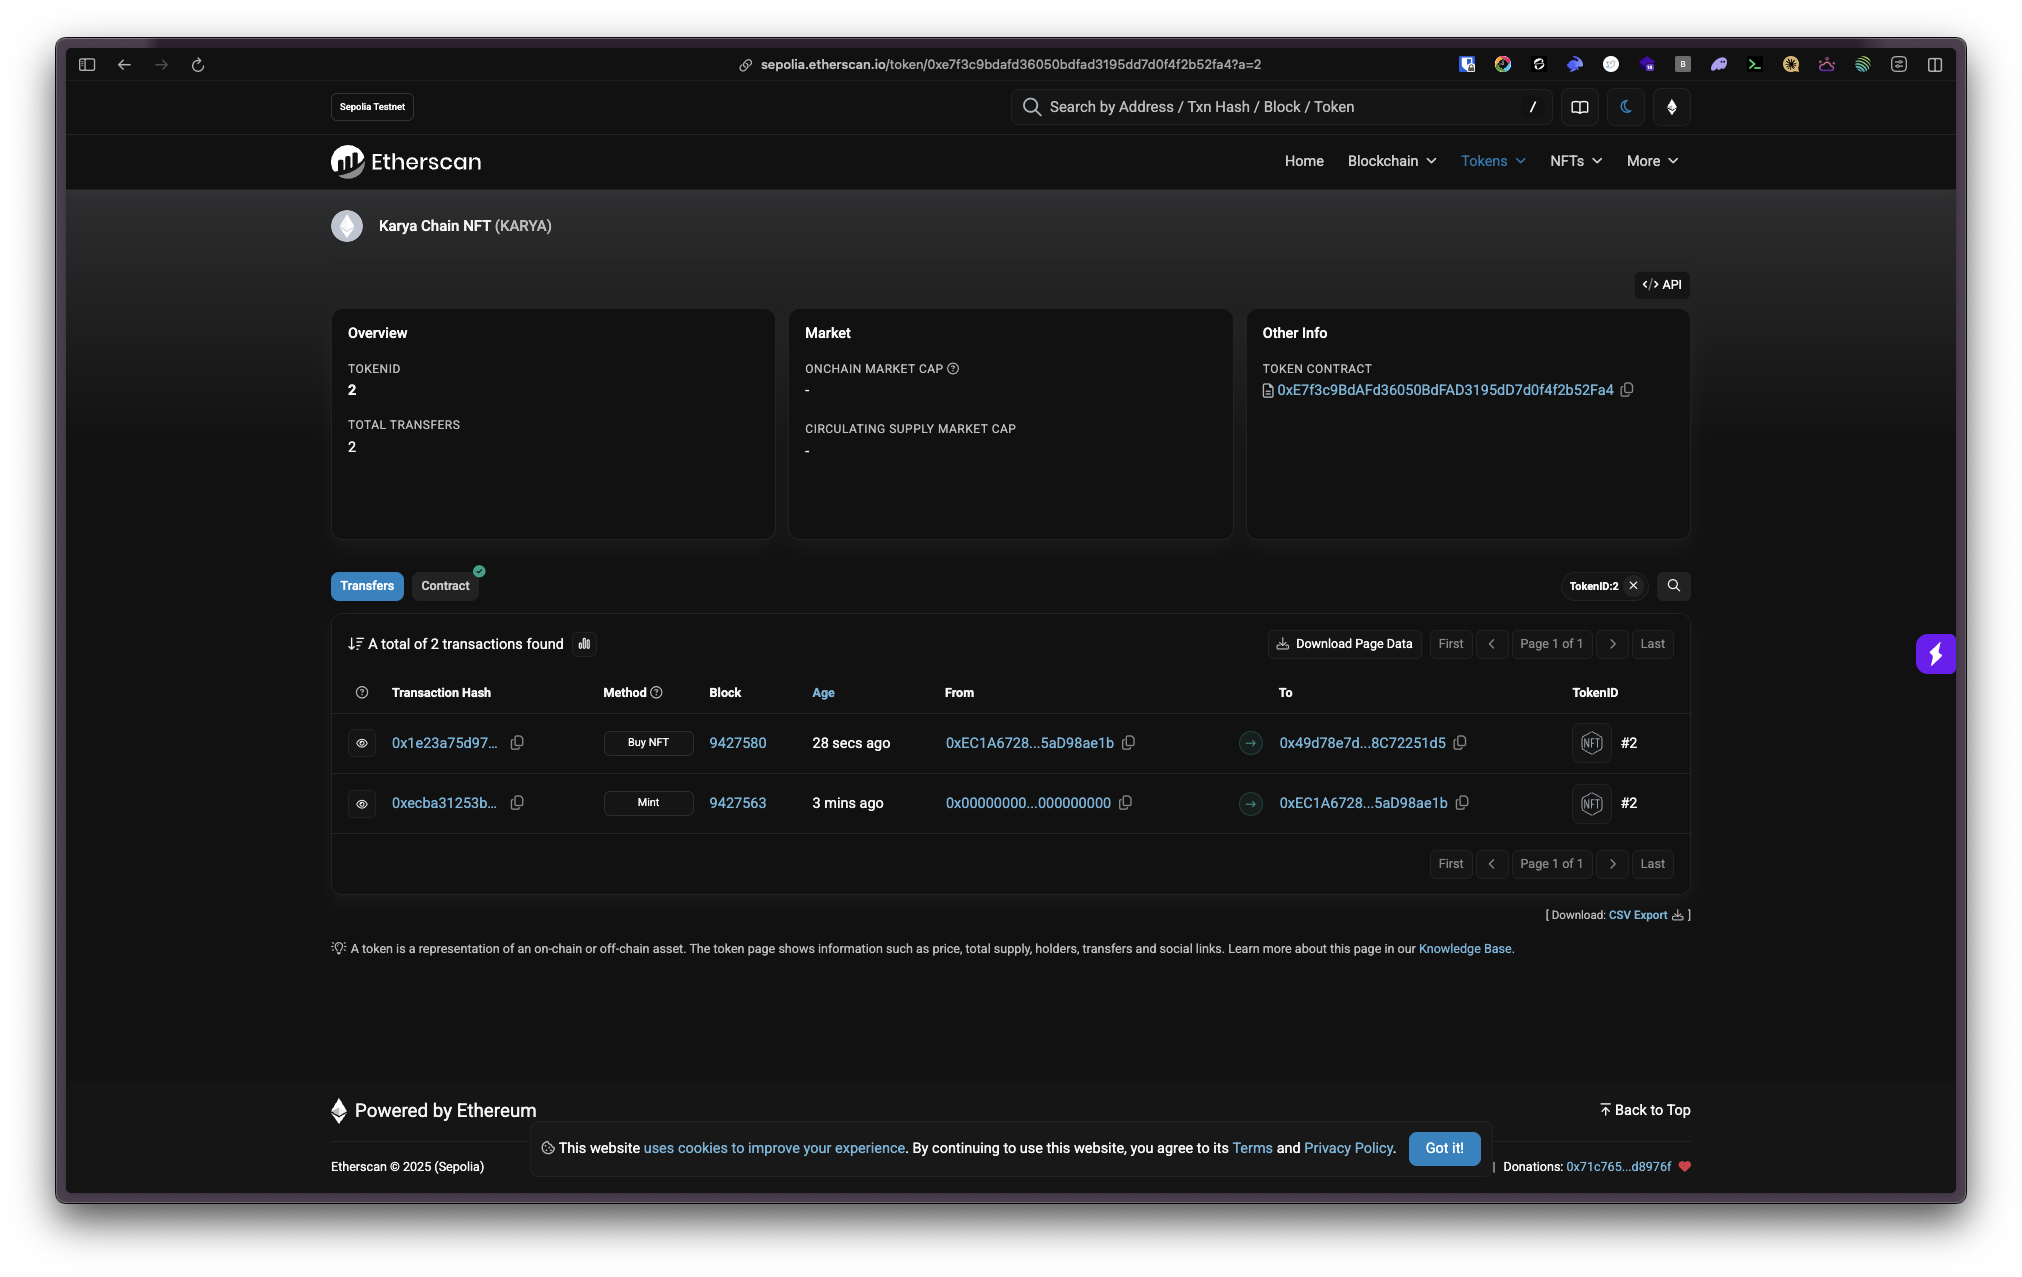 sepolia.etherscan.io/token/0xe7f3c9bdafd36050bdfad3195dd7d0f4f2b52fa4?a=2
Sepolia Testnet
Search by Address / Txn Hash / Block / Token
/
Etherscan
Home Blockchain Tokens NFTs More
Karya Chain NFT (KARYA)
</> API
Overview
TOKENID
2
TOTAL TRANSFERS
2
Market
ONCHAIN MARKET CAP
-
CIRCULATING SUPPLY MARKET CAP
-
Other Info
TOKEN CONTRACT
0xE7f3c9BdAFd36050BdFAD3195dD7d0f4f2b52Fa4
Transfers Contract
TokenID:2
A total of 2 transactions found
Download Page Data First Page 1 of 1 Last
Transaction Hash Method Block Age From To TokenID
0x1e23a75d97... Buy NFT 9427580 28 secs ago 0xEC1A6728...5aD98ae1b 0x49d78e7d...8C72251d5 NFT #2
0xecba31253b... Mint 9427563 3 mins ago 0x00000000...000000000 0xEC1A6728...5aD98ae1b NFT #2
First Page 1 of 1 Last
[ Download: CSV Export ]
A token is a representation of an on-chain or off-chain asset. The token page shows information such as price, total supply, holders, transfers and social links. Learn more about this page in our Knowledge Base.
Powered by Ethereum
Back to Top
This website uses cookies to improve your experience. By continuing to use this website, you agree to its Terms and Privacy Policy. Got it!
Etherscan © 2025 (Sepolia)
| Donations: 0x71c765...d8976f